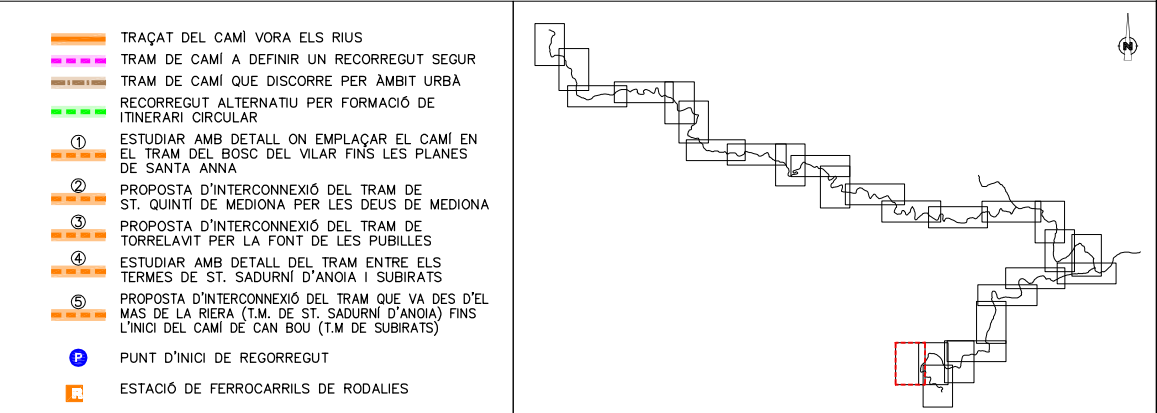 TRAÇAT DEL CAMÌ VORA ELS RIUS
TRAM DE CAMÍ A DEFINIR UN RECORREGUT SEGUR
TRAM DE CAMÍ QUE DISCORRE PER ÀMBIT URBÀ
RECORREGUT ALTERNATIU PER FORMACIÓ DE
ITINERARI CIRCULAR
1
ESTUDIAR AMB DETALL ON EMPLAÇAR EL CAMÍ EN
EL TRAM DEL BOSC DEL VILAR FINS LES PLANES
DE SANTA ANNA
2
PROPOSTA D'INTERCONNEXIÓ DEL TRAM DE
ST. QUINTÍ DE MEDIONA PER LES DEUS DE MEDIONA
3
PROPOSTA D'INTERCONNEXIÓ DEL TRAM DE
TORRELAVIT PER LA FONT DE LES PUBILLES
4
ESTUDIAR AMB DETALL DEL TRAM ENTRE ELS
TERMES DE ST. SADURNÍ D'ANOIA I SUBIRATS
5
PROPOSTA D'INTERCONNEXIÓ DEL TRAM QUE VA DES D'EL
MAS DE LA RIERA (T.M. DE ST. SADURNÍ D'ANOIA) FINS
L'INICI DEL CAMÍ DE CAN BOU (T.M DE SUBIRATS)
P
PUNT D'INICI DE REGORREGUT
R
ESTACIÓ DE FERROCARRILS DE RODALIES
N